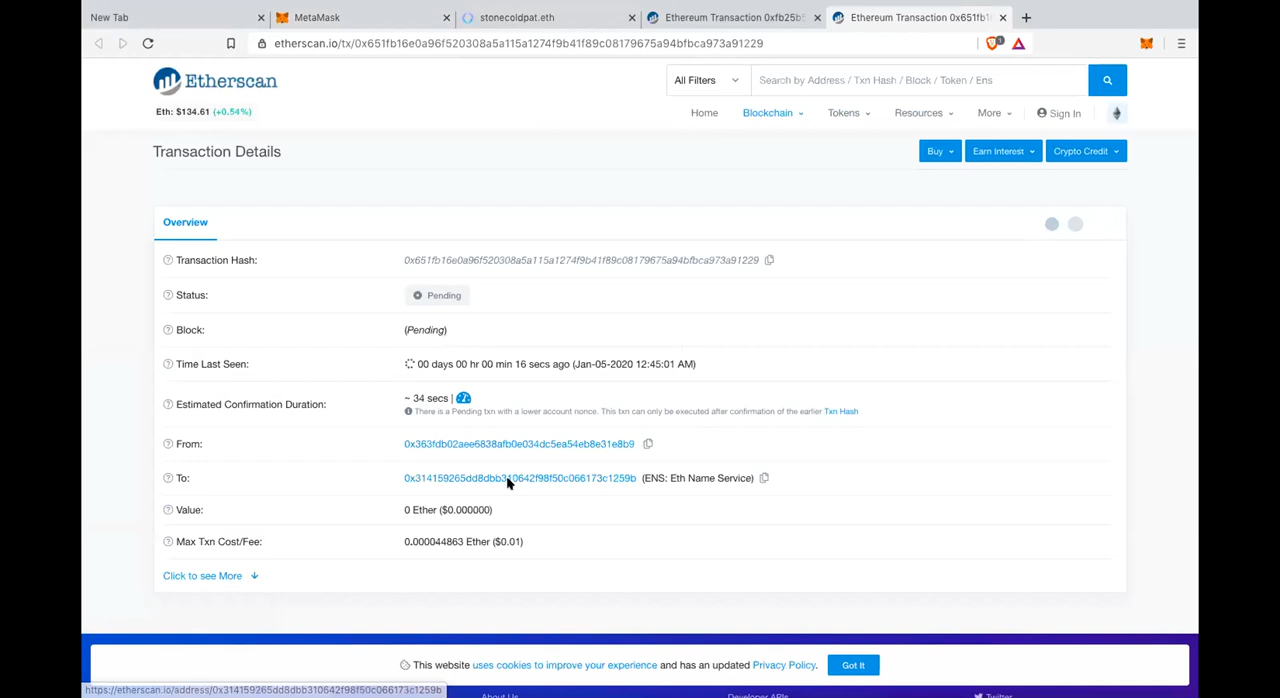 New Tab
MetaMask
stonecoldpat.eth
Ethereum Transaction 0xfb25b5
Ethereum Transaction 0x651fb1
etherscan.io/tx/0x651fb16e0a96f520308a5a115a1274f9b41f89c08179675a94bfbca973a91229
1
Etherscan
All Filters
Search by Address / Txn Hash / Block / Token / Ens
Eth: $134.61 (+0.54%)
Home
Blockchain
Tokens
Resources
More
Sign In
Transaction Details
Buy
Earn Interest
Crypto Credit
Overview
Transaction Hash: 0x651fb16e0a96f520308a5a115a1274f9b41f89c08179675a94bfbca973a91229
Status: Pending
Block: (Pending)
Time Last Seen: 00 days 00 hr 00 min 16 secs ago (Jan-05-2020 12:45:01 AM)
Estimated Confirmation Duration: ~ 34 secs |
There is a Pending txn with a lower account nonce. This txn can only be executed after confirmation of the earlier Txn Hash
From: 0x363fdb02aee6838afb0e034dc5ea54eb8e31e8b9
To: 0x314159265dd8dbb310642f98f50c066173c1259b (ENS: Eth Name Service)
Value: 0 Ether ($0.000000)
Max Txn Cost/Fee: 0.000044863 Ether ($0.01)
Click to see More
This website uses cookies to improve your experience and has an updated Privacy Policy.
Got It
https://etherscan.io/address/0x314159265dd8dbb310642f98f50c066173c1259b
About Us
Developer APIs
Twitter